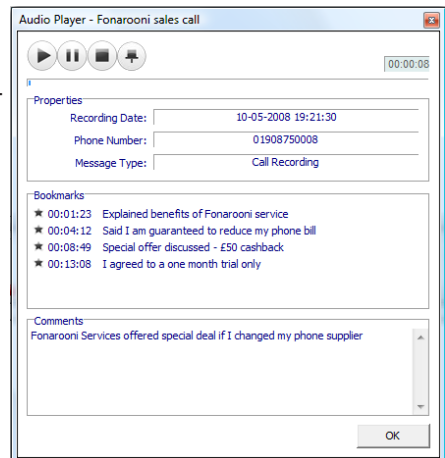 Audio Player - Fonarooni sales call
00:00:08
Properties
Recording Date: 10-05-2008 19:21:30
Phone Number: 01908750008
Message Type: Call Recording
Bookmarks
00:01:23 Explained benefits of Fonarooni service
00:04:12 Said I am guaranteed to reduce my phone bill
00:08:49 Special offer discussed - £50 cashback
00:13:08 I agreed to a one month trial only
Comments
Fonarooni Services offered special deal if I changed my phone supplier
OK